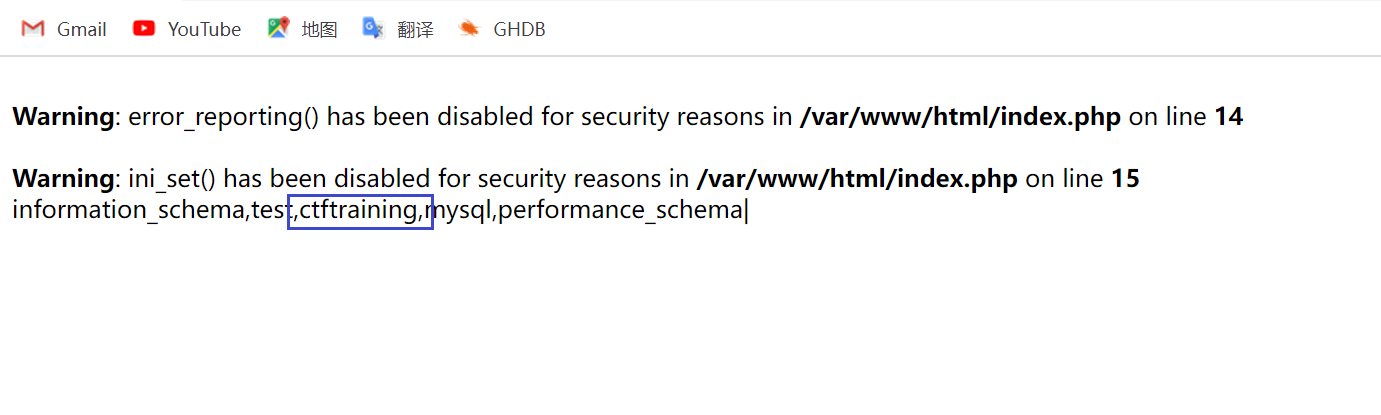 Gmail YouTube 地图 翻译 GHDB
Warning: error_reporting() has been disabled for security reasons in /var/www/html/index.php on line 14
Warning: ini_set() has been disabled for security reasons in /var/www/html/index.php on line 15
information_schema,test,ctftraining,mysql,performance_schema|